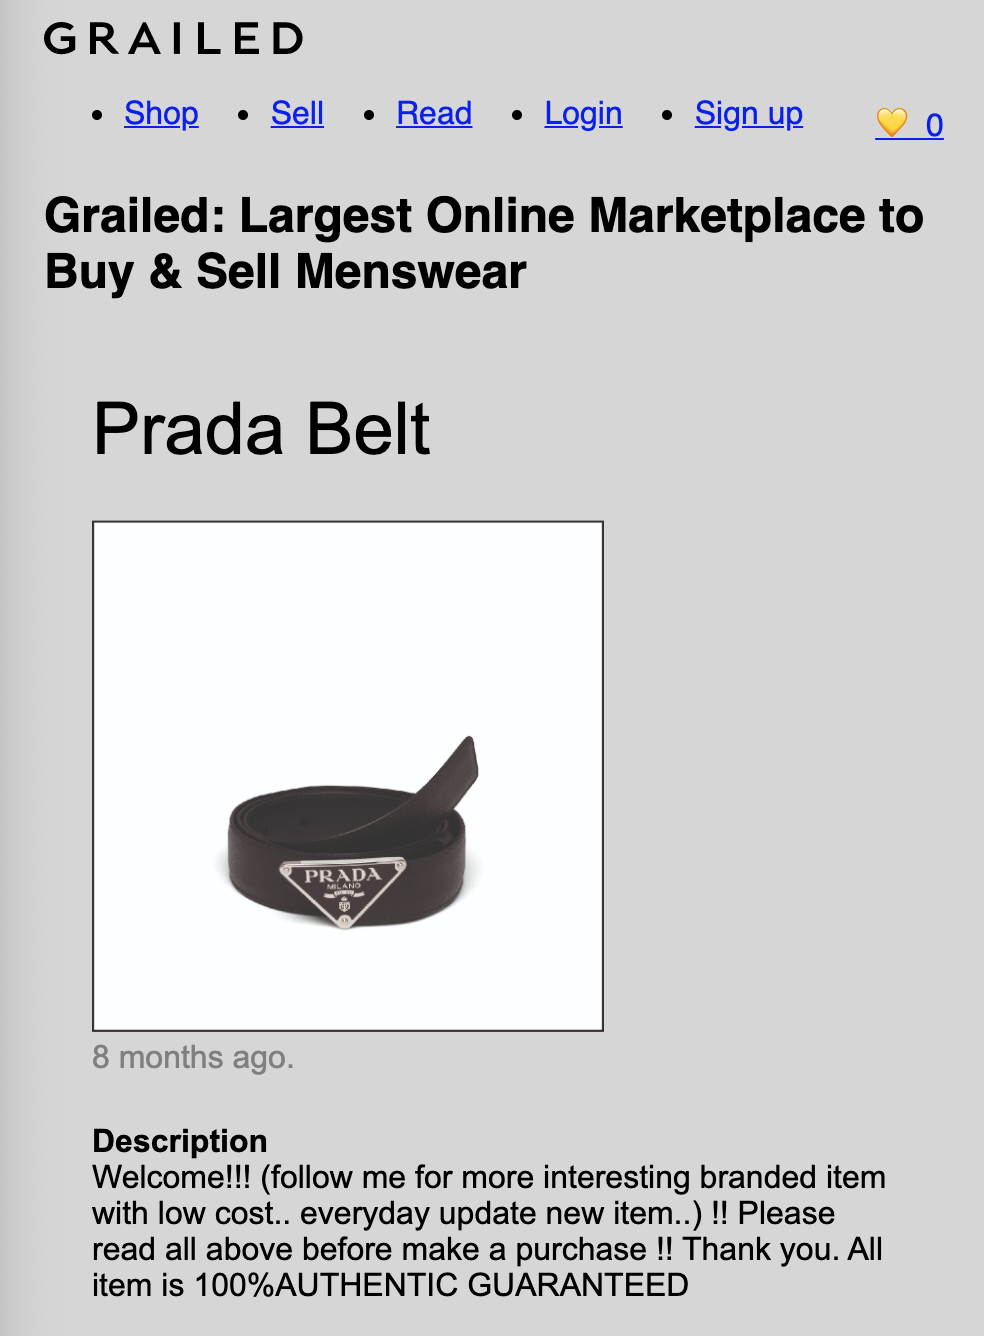 GRAILED
Shop Sell Read Login Sign up 💛 0
Grailed: Largest Online Marketplace to
Buy & Sell Menswear
Prada Belt
PRADA
MILANO
8 months ago.
Description
Welcome!!! (follow me for more interesting branded item
with low cost.. everyday update new item..) !! Please
read all above before make a purchase !! Thank you. All
item is 100%AUTHENTIC GUARANTEED